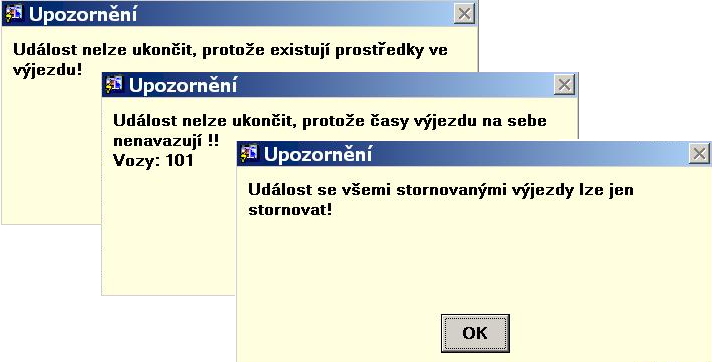 Upozornění
Událost nelze ukončit, protože existují prostředky ve
výjezdu!
Upozornění
Událost nelze ukončit, protože časy výjezdu na sebe
nenavazují !!
Vozy: 101
Upozornění
Událost se všemi stornovanými výjezdy lze jen
stornovat!
OK